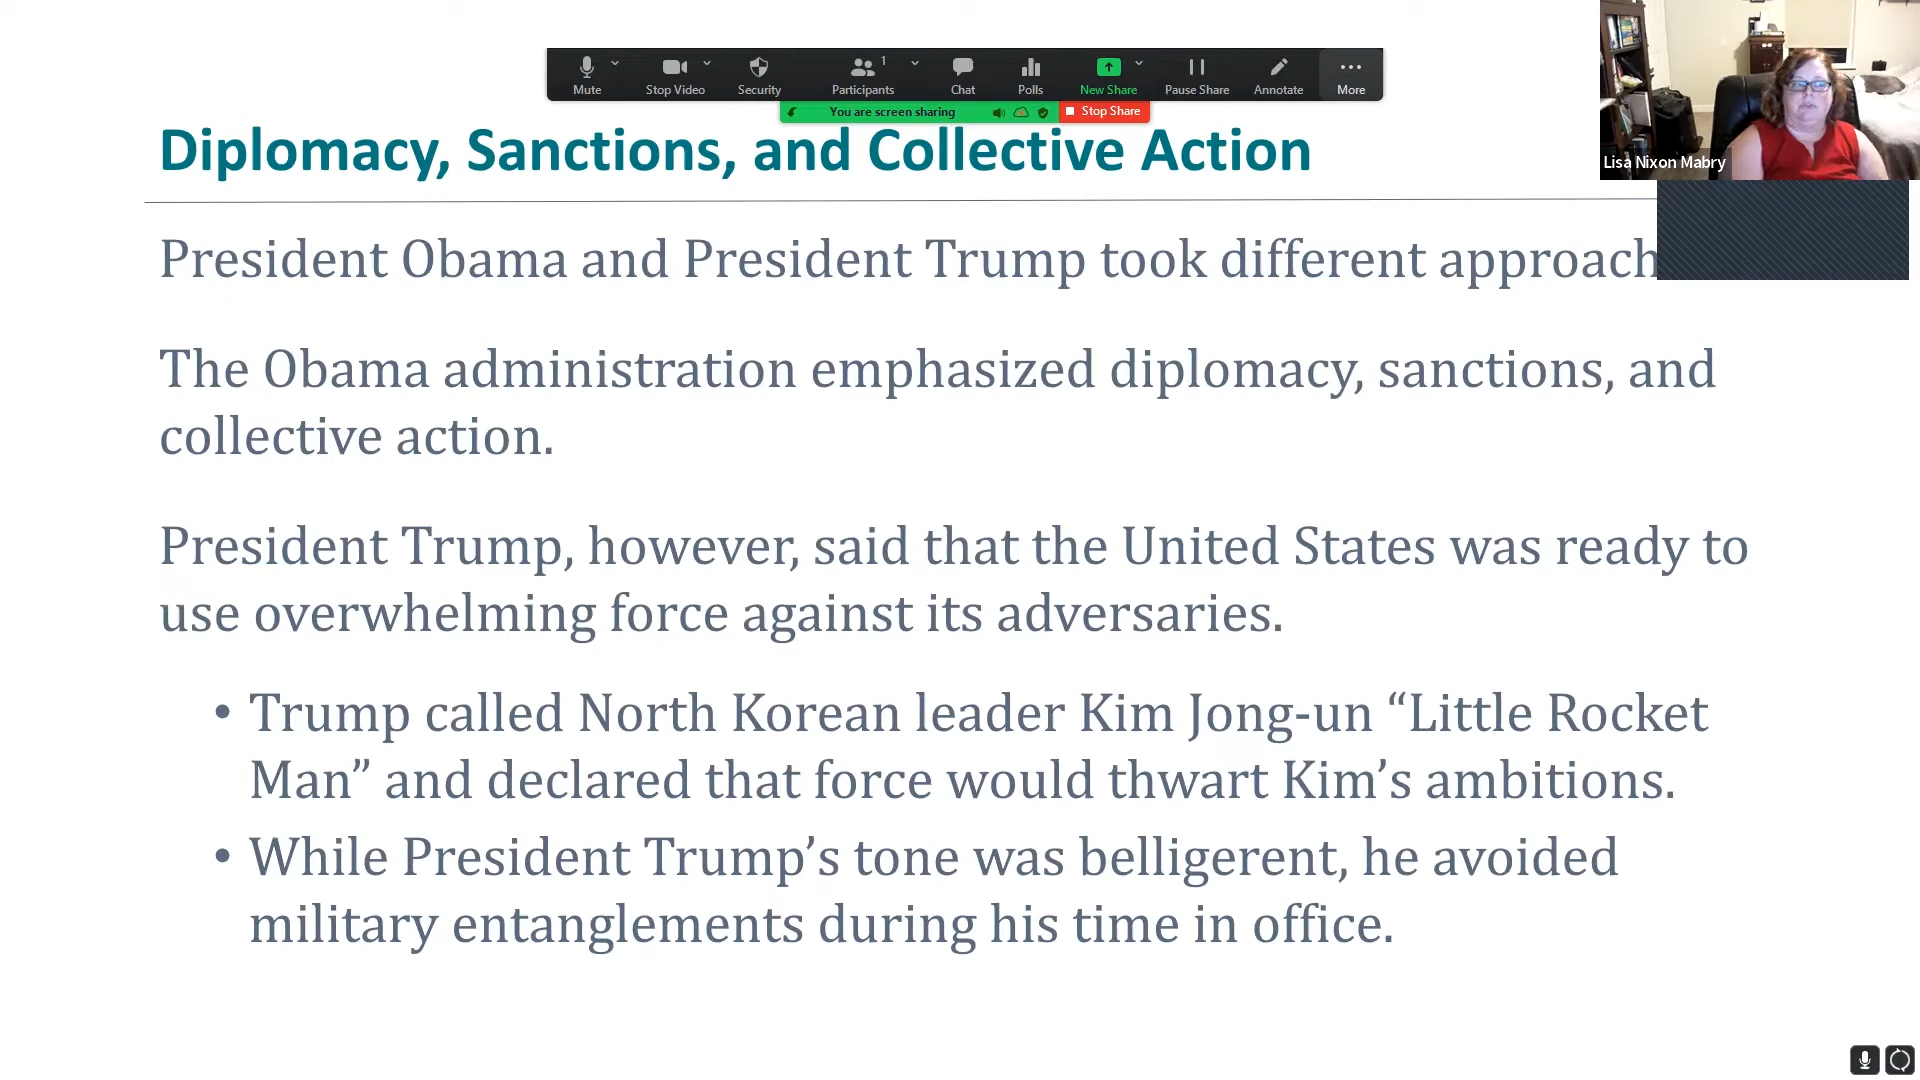 Mute
Stop Video
Security
Participants
1
Chat
Polls
New Share
Pause Share
Annotate
More
You are screen sharing
Stop Share
Lisa Nixon Mabry
Diplomacy, Sanctions, and Collective Action
President Obama and President Trump took different approach
The Obama administration emphasized diplomacy, sanctions, and
collective action.
President Trump, however, said that the United States was ready to
use overwhelming force against its adversaries.
• Trump called North Korean leader Kim Jong-un “Little Rocket
Man” and declared that force would thwart Kim’s ambitions.
• While President Trump’s tone was belligerent, he avoided
military entanglements during his time in office.